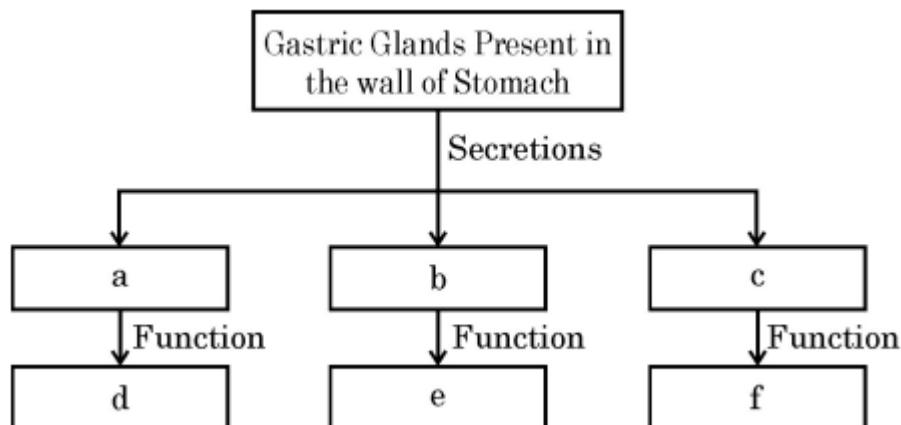 Gastric Glands Present in
the wall of Stomach
Secretions
a
b
c
Function
Function
Function
d
e
f